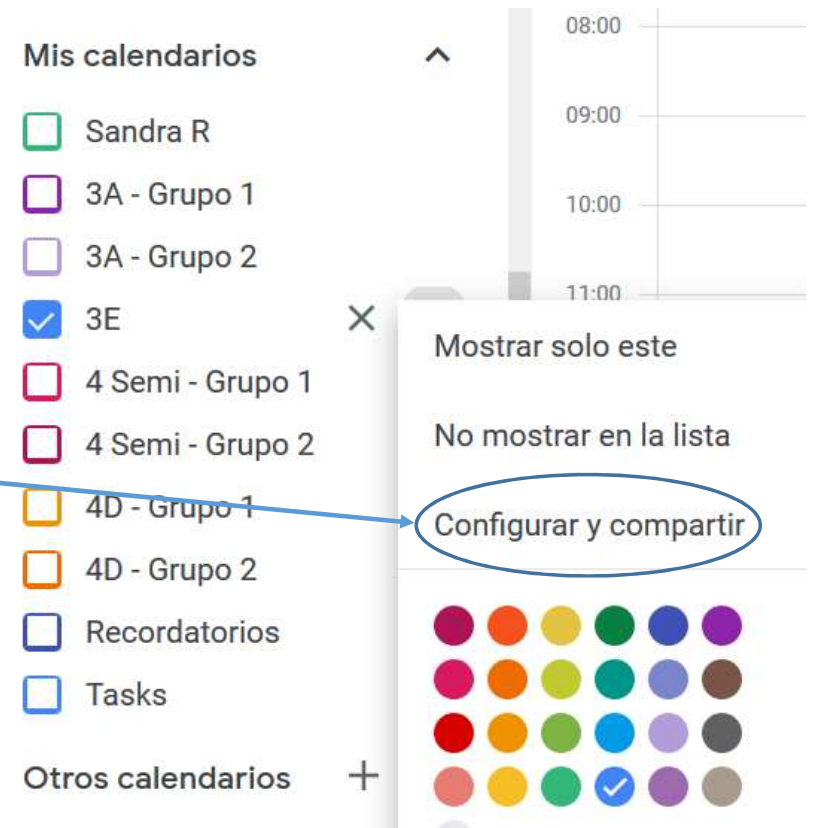 Mis calendarios
Sandra R
3A - Grupo 1
3A - Grupo 2
3E
4 Semi - Grupo 1
4 Semi - Grupo 2
4D - Grupo 1
4D - Grupo 2
Recordatorios
Tasks
Otros calendarios
08:00
09:00
10:00
11:00
Mostrar solo este
No mostrar en la lista
Configurar y compartir